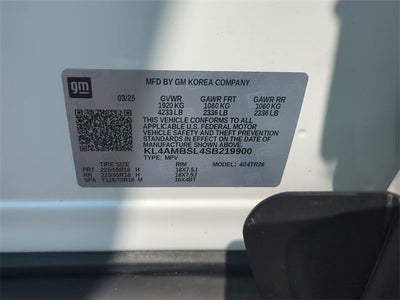 gm
MFD BY GM KOREA COMPANY
03/25 GVWR GAWR FRT GAWR RR
1920 KG 1060 KG 1060 KG
4233 LB 2336 LB 2336 LB
THIS VEHICLE CONFORMS TO ALL
APPLICABLE U.S. FEDERAL MOTOR
VEHICLE SAFETY AND THEFT PREVENTION
STANDARDS IN EFFECT ON THE DATE OF
MANUFACTURE SHOWN ABOVE.
KL4AMBSL4SB219900
TYPE: MPV
TIRE SIZE RIM MODEL: 404TR26
FRT 225/55R18 H 18X7.5J
RR 225/55R18 H 18X7.5J
SPA T125/70R16 M 16X4BT